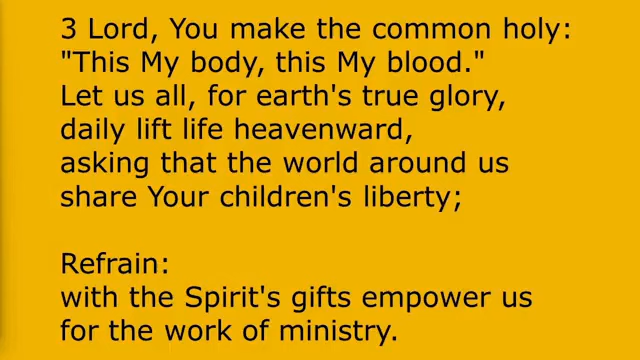 3 Lord, You make the common holy:
"This My body, this My blood."
Let us all, for earth's true glory,
daily lift life heavenward,
asking that the world around us
share Your children's liberty;
Refrain:
with the Spirit's gifts empower us
for the work of ministry.